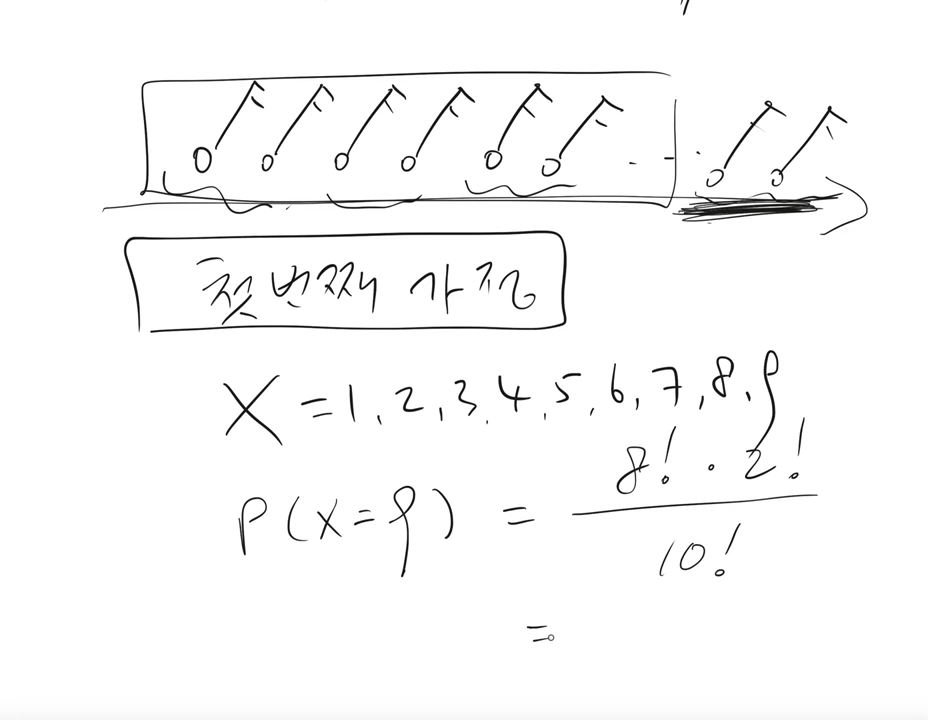 첫번째 가정
X = 1, 2, 3, 4, 5, 6, 7, 8, 9
P(X=9) = 8! · 2! / 10!
=